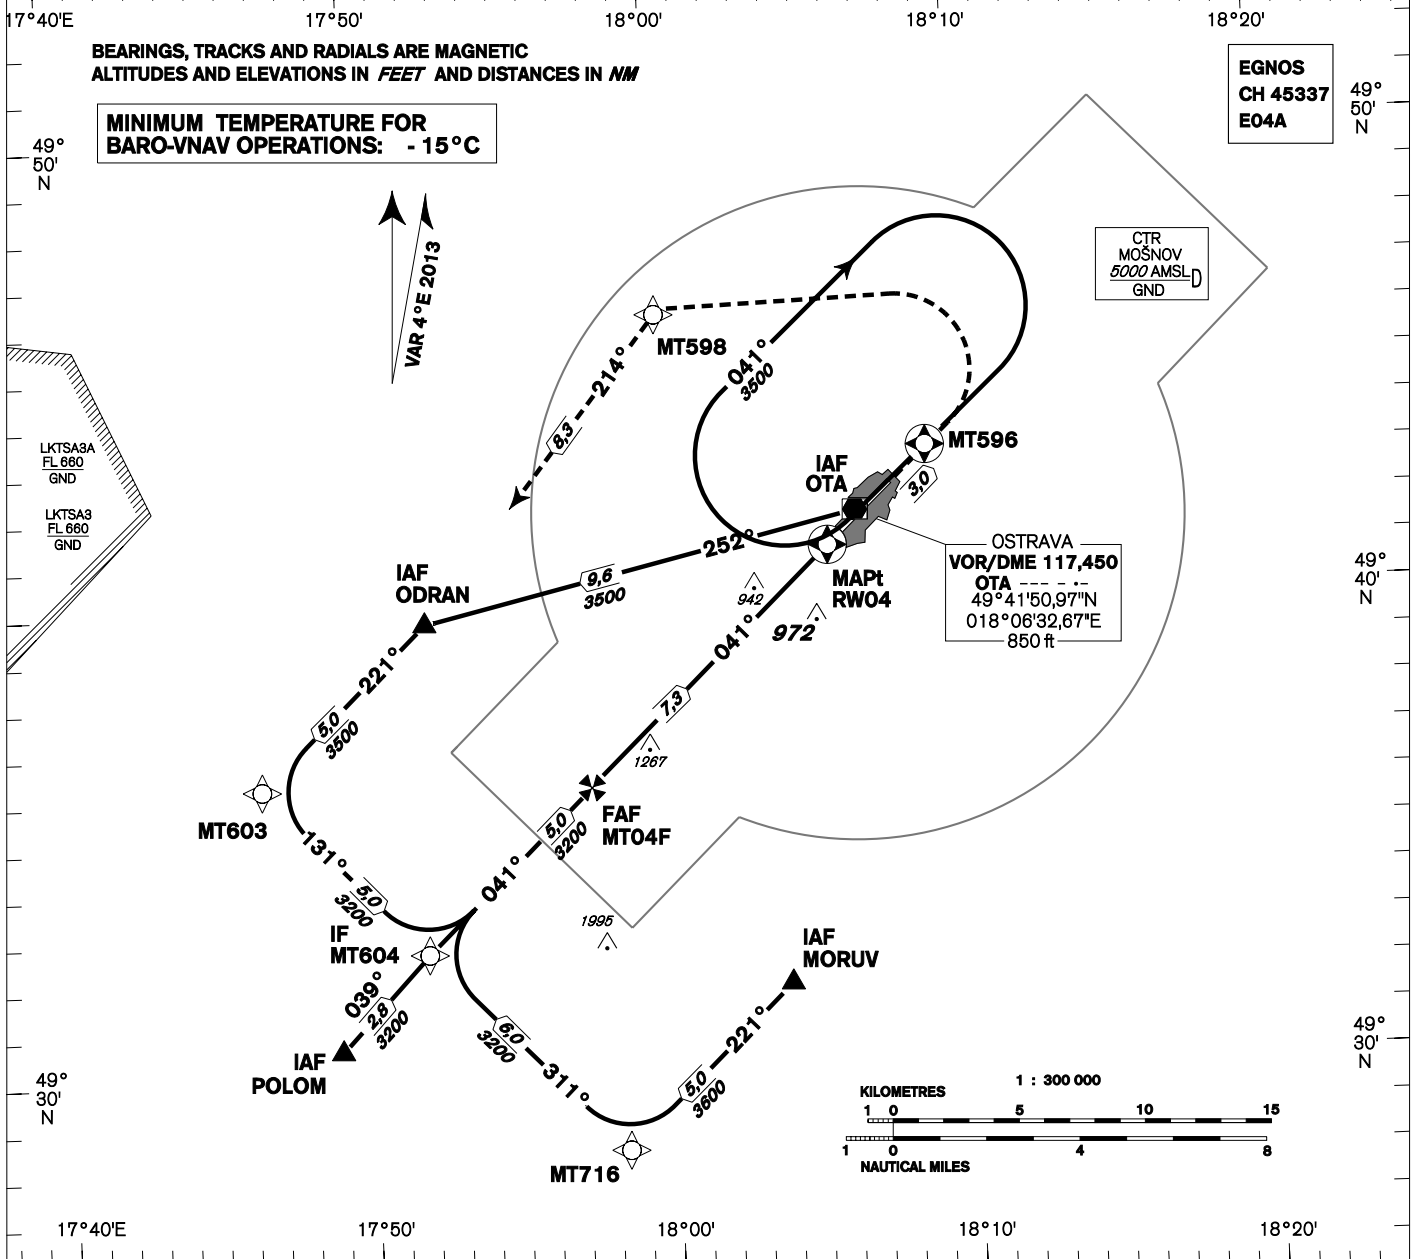 17°40'E 17°50' 18°00' 18°10' 18°20'
BEARINGS, TRACKS AND RADIALS ARE MAGNETIC
ALTITUDES AND ELEVATIONS IN FEET AND DISTANCES IN NM
EGNOS
CH 45337
E04A
49°
50'
N
MINIMUM TEMPERATURE FOR
BARO-VNAV OPERATIONS: - 15°C
49°
50'
N
VAR 4°E 2013
CTR
MOŠNOV
5000 AMSL
GND
D
MT598
214°
8,3
041°
3500
LKTSA3A
FL 660
GND
LKTSA3
FL 660
GND
MT596
3,0
IAF
OTA
252°
9,6
3500
OSTRAVA
VOR/DME 117,450
OTA --- - ·-
49°41'50,97"N
018°06'32,67"E
850 ft
MAPt
RW04
942
972
IAF
ODRAN
49°
40'
N
221°
5,0
3500
041°
7,3
1267
MT603
131°
5,0
3200
FAF
MT04F
5,0
3200
041°
1995
IF
MT604
039°
2,8
3200
IAF
POLOM
IAF
MORUV
221°
5,0
3600
6,0
3200
311°
MT716
49°
30'
N
49°
30'
N
1 : 300 000
KILOMETRES
1 0 5 10 15
1 0 4 8
NAUTICAL MILES
17°40'E 17°50' 18°00' 18°10' 18°20'